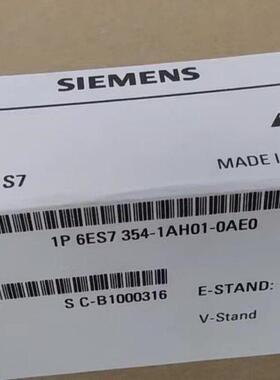 SIEMENS
S7
MADE I
1P 6ES7 354-1AH01-0AE0
S C-B1000316
E-STAND:
V-Stand